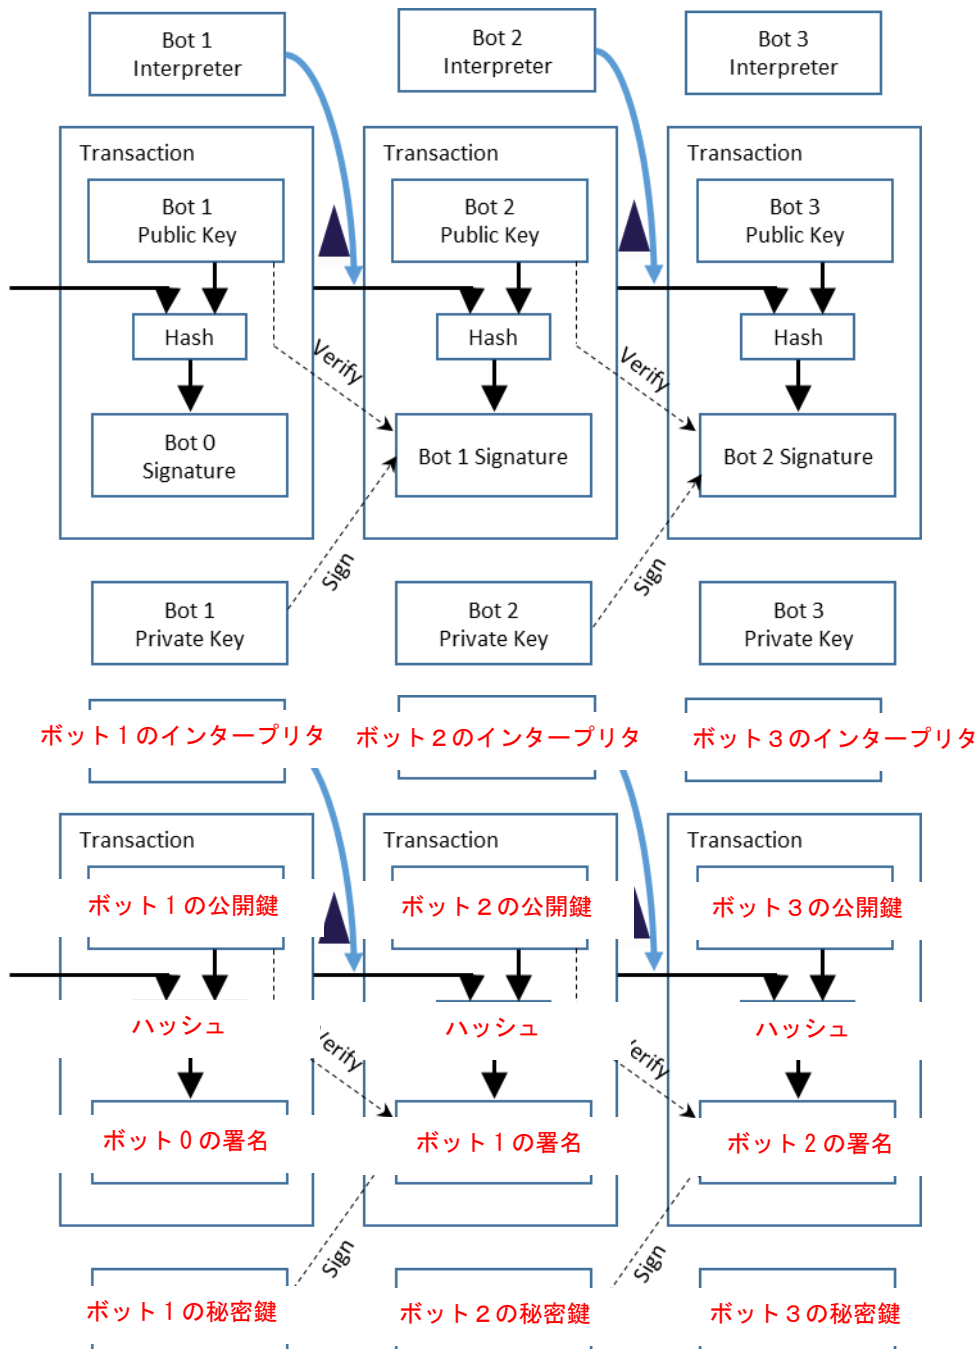 Bot 1
Interpreter
Bot 2
Interpreter
Bot 3
Interpreter
Transaction
Transaction
Transaction
Bot 1
Public Key
Bot 2
Public Key
Bot 3
Public Key
Hash
Hash
Hash
Verify
Verify
Bot 0
Signature
Bot 1 Signature
Bot 2 Signature
Sign
Sign
Bot 1
Private Key
Bot 2
Private Key
Bot 3
Private Key
ボット1のインタープリタ
ボット2のインタープリタ
ボット3のインタープリタ
Transaction
Transaction
Transaction
ボット1の公開鍵
ボット2の公開鍵
ボット3の公開鍵
ハッシュ
ハッシュ
ハッシュ
Verify
erify
ボット0の署名
ボット1の署名
ボット2の署名
Sign
Sign
ボット1の秘密鍵
ボット2の秘密鍵
ボット3の秘密鍵